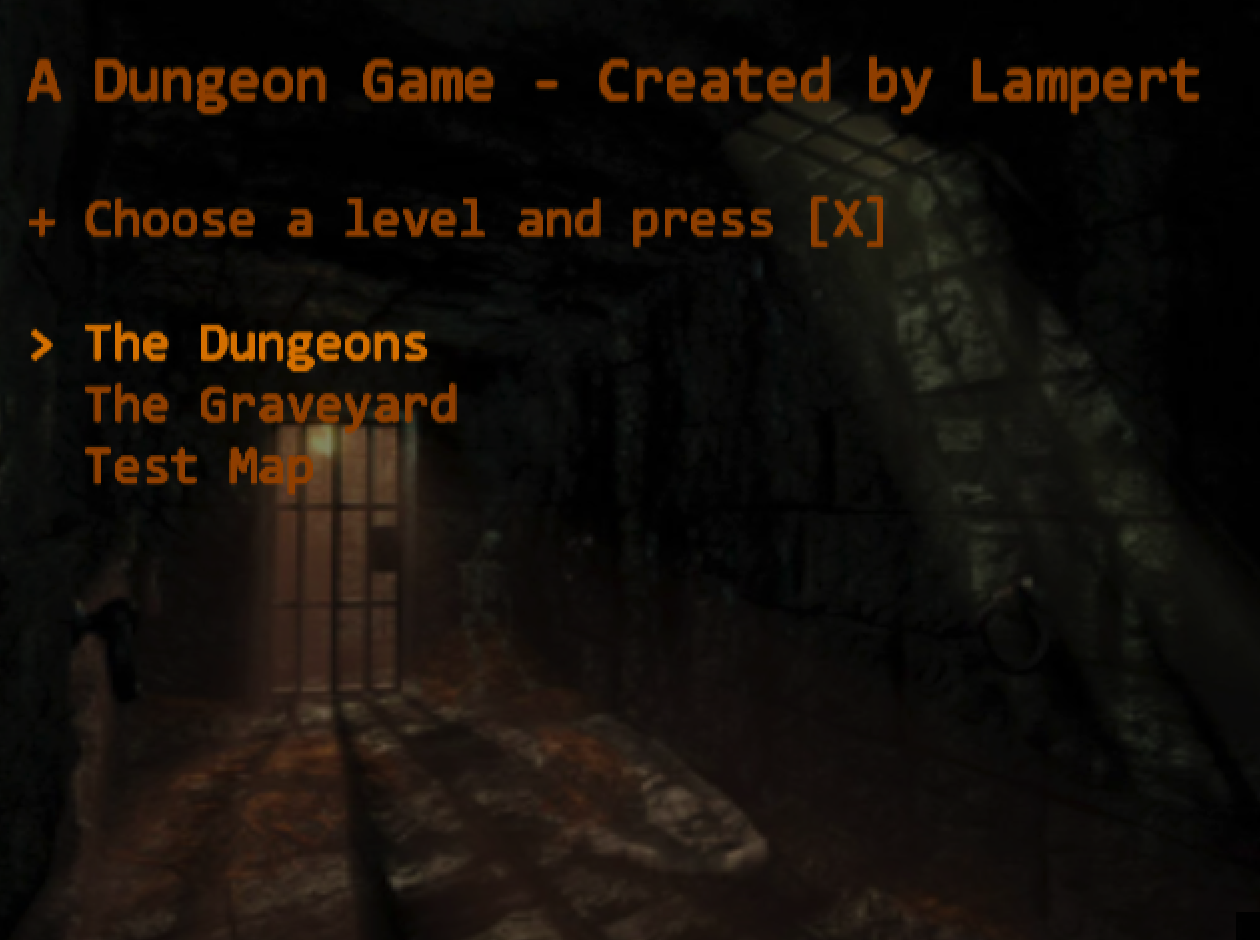 A Dungeon Game - Created by Lampert
+ Choose a level and press [X]
> The Dungeons
The Graveyard
Test Map